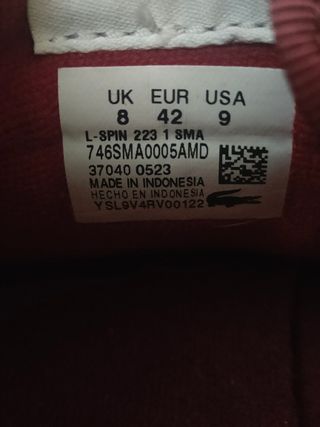 UK EUR USA
8 42 9
L-SPIN 223 1 SMA
746SMA0005AMD
37040 0523
MADE IN INDONESIA
HECHO EN INDONESIA
YSL9V4RV00122